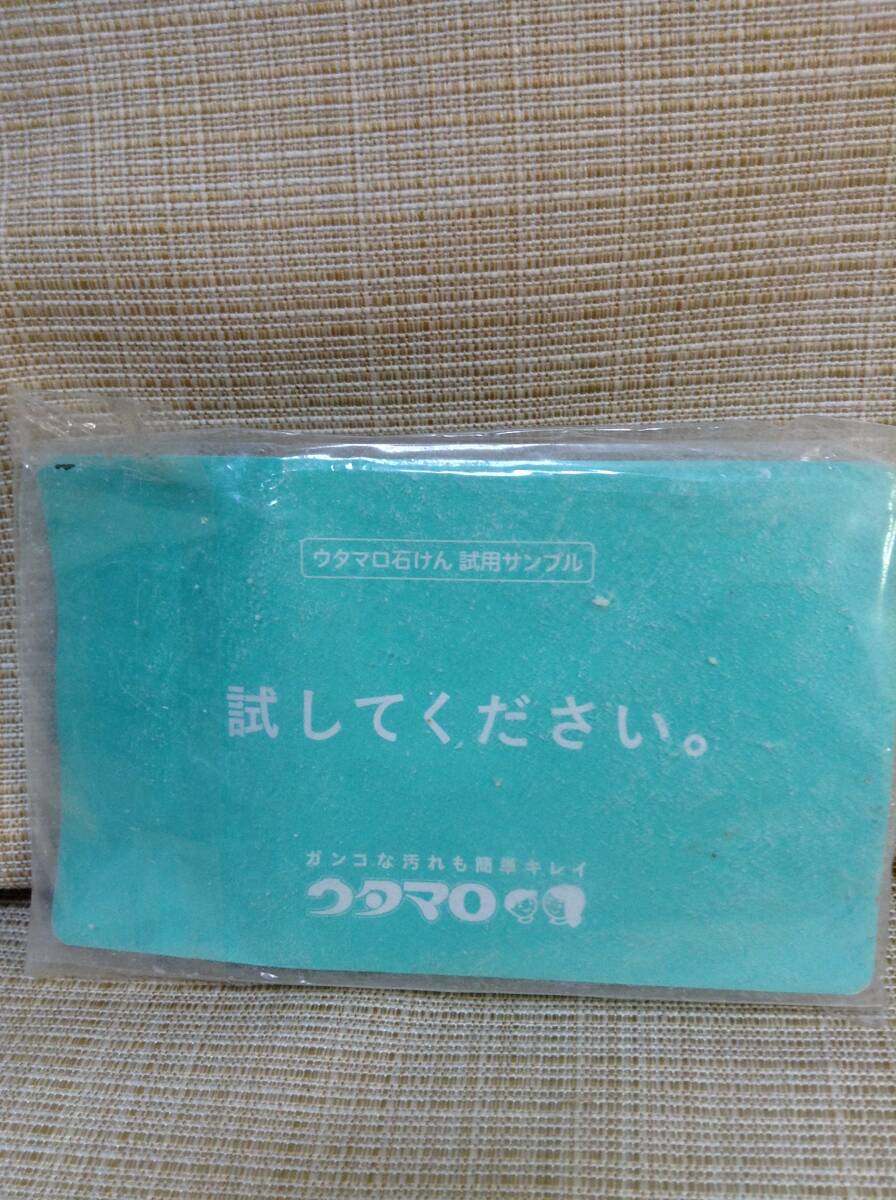 ウタマロ石けん 試用サンプル
試してください。
ガンコな汚れも簡単キレイ
ウタマロ